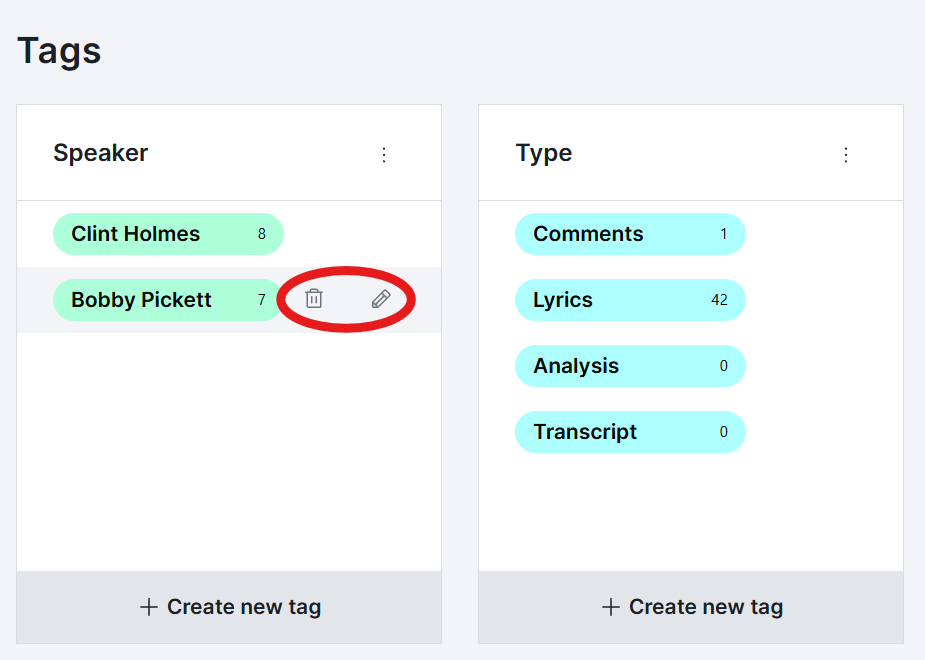 Tags
Speaker
Clint Holmes 8
Bobby Pickett 7
+ Create new tag
Type
Comments 1
Lyrics 42
Analysis 0
Transcript 0
+ Create new tag